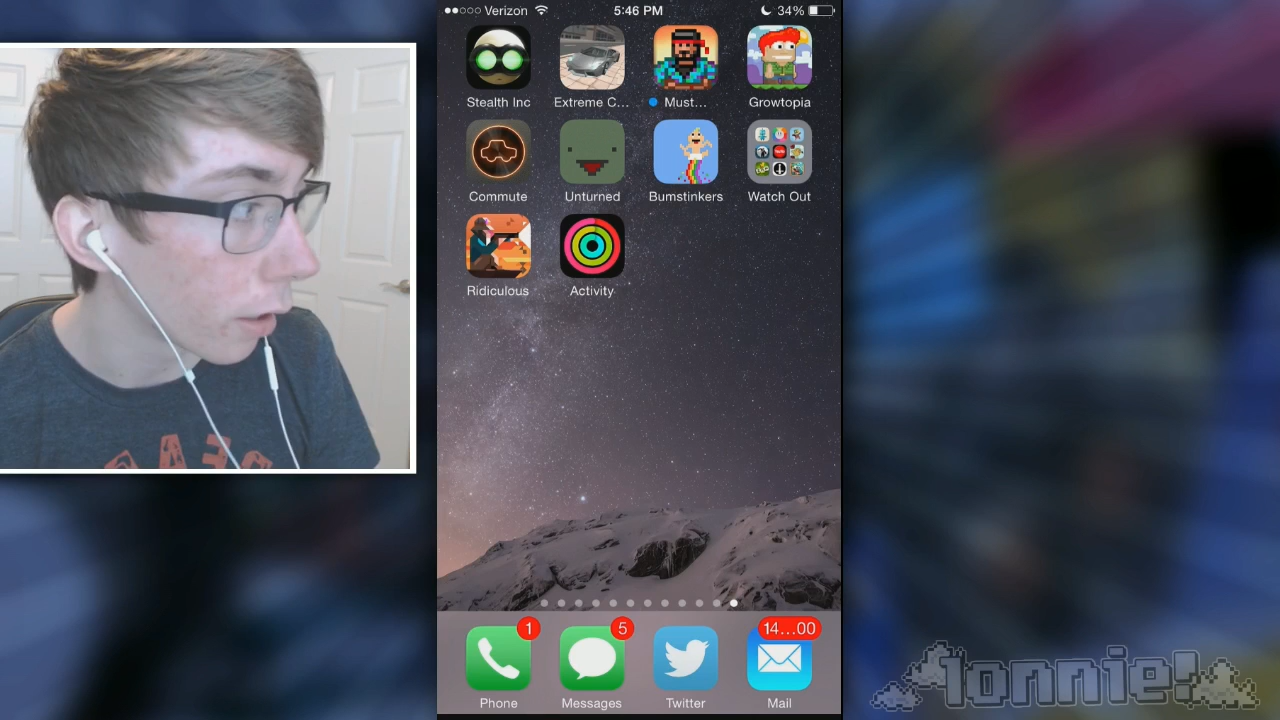 Verizon 5:46 PM 34%
Stealth Inc Extreme C... Must... Growtopia
Commute Unturned Bumstinkers Watch Out
Ridiculous Activity
1 5 14...00
Phone Messages Twitter Mail
lonnie!